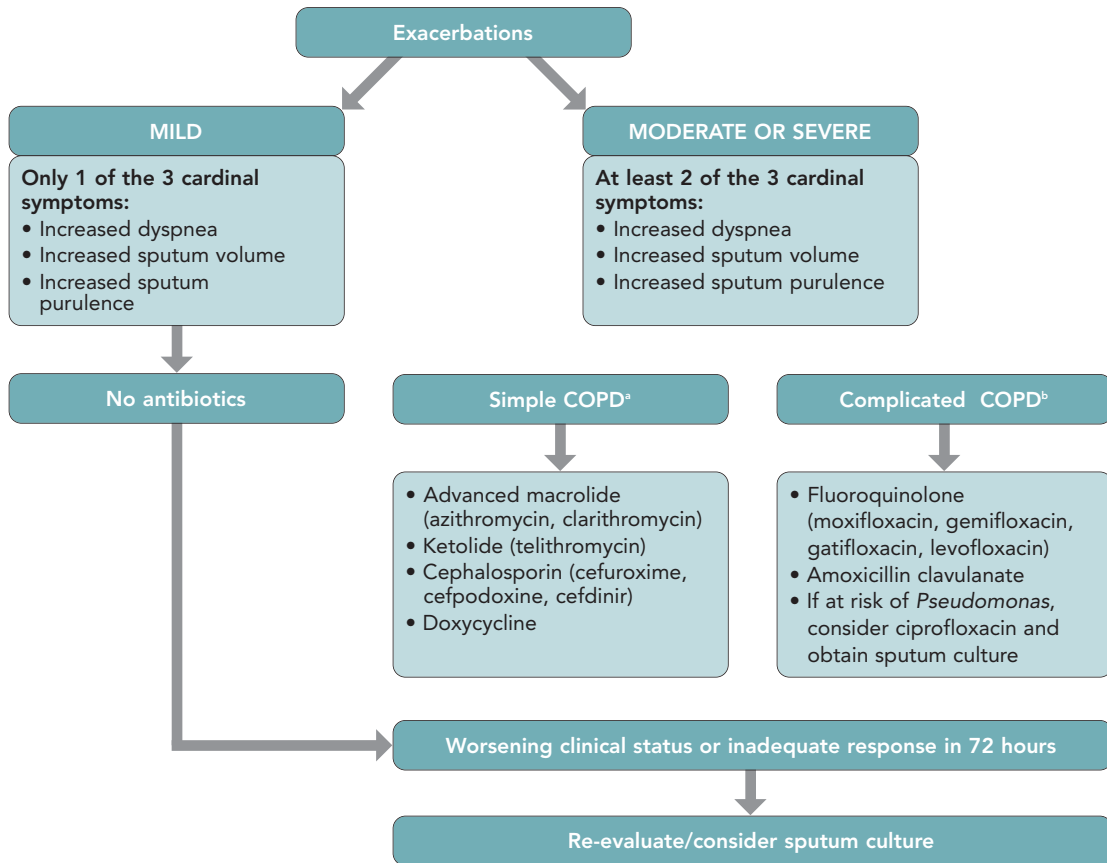 Exacerbations
MILD
Only 1 of the 3 cardinal
symptoms:
• Increased dyspnea
• Increased sputum volume
• Increased sputum
purulence
MODERATE OR SEVERE
At least 2 of the 3 cardinal
symptoms:
• Increased dyspnea
• Increased sputum volume
• Increased sputum purulence
No antibiotics
Simple COPDᵃ
Complicated COPDᵇ
• Advanced macrolide
(azithromycin, clarithromycin)
• Ketolide (telithromycin)
• Cephalosporin (cefuroxime,
cefpodoxine, cefdinir)
• Doxycycline
• Fluoroquinolone
(moxifloxacin, gemifloxacin,
gatifloxacin, levofloxacin)
• Amoxicillin clavulanate
• If at risk of Pseudomonas,
consider ciprofloxacin and
obtain sputum culture
Worsening clinical status or inadequate response in 72 hours
Re-evaluate/consider sputum culture